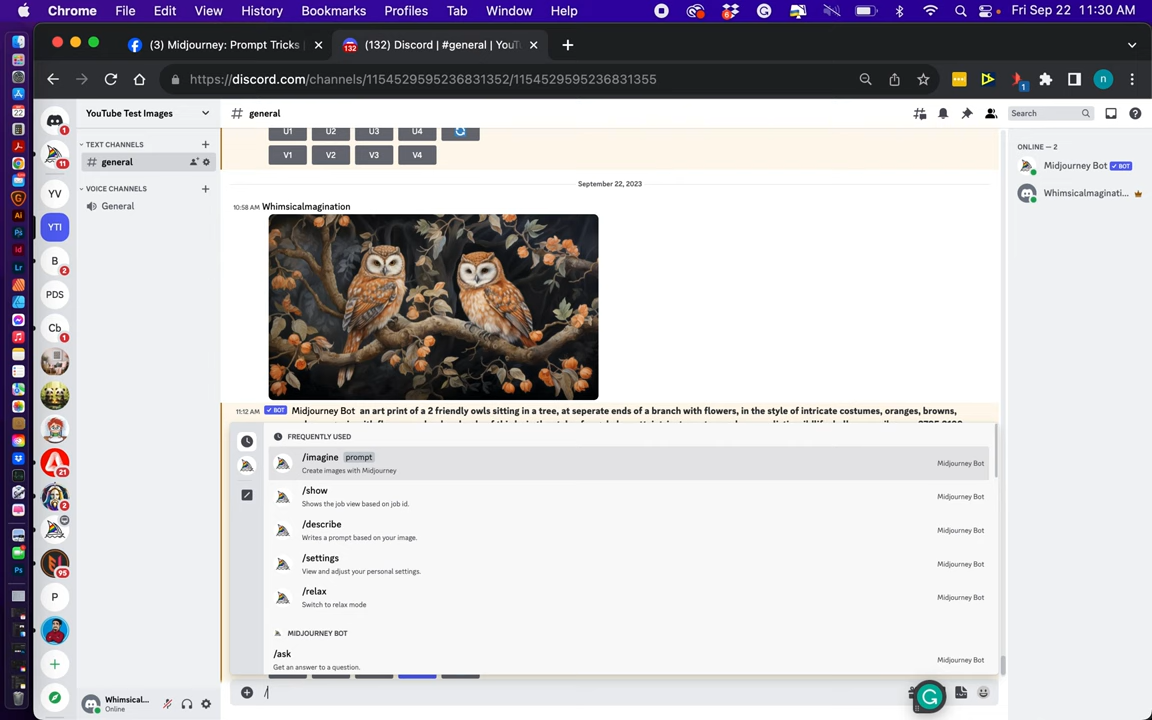 Chrome File Edit View History Bookmarks Profiles Tab Window Help Fri Sep 22 11:30 AM
(3) Midjourney: Prompt Tricks
(132) Discord | #general | YouT
https://discord.com/channels/1154529595236831352/1154529595236831355
n
YouTube Test Images
general
Search
TEXT CHANNELS
general
VOICE CHANNELS
General
YV
YTI
B
PDS
Cb
P
U1 U2 U3 U4
V1 V2 V3 V4
September 22, 2023
10:58 AM Whimsicalmagination
11:12 AM BOT Midjourney Bot an art print of a 2 friendly owls sitting in a tree, at seperate ends of a branch with flowers, in the style of intricate costumes, oranges, browns,
FREQUENTLY USED
/imagine prompt
Create images with Midjourney
Midjourney Bot
/show
Shows the job view based on job id.
Midjourney Bot
/describe
Writes a prompt based on your image.
Midjourney Bot
/settings
View and adjust your personal settings.
Midjourney Bot
/relax
Switch to relax mode
Midjourney Bot
MIDJOURNEY BOT
/ask
Get an answer to a question.
Midjourney Bot
/
Whimsical...
Online
ONLINE — 2
Midjourney Bot BOT
Whimsicalmaginati...